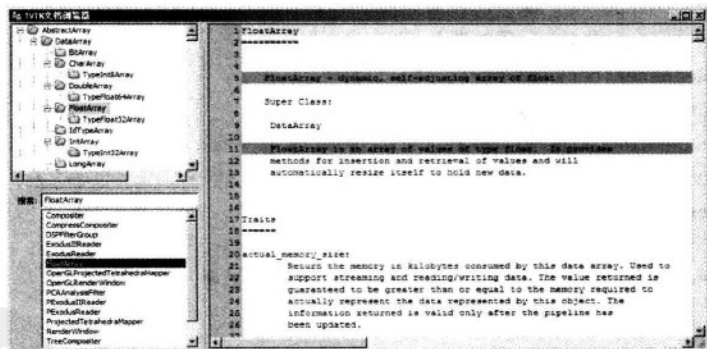 TVTK文档浏览器
AbstractArray
DataArray
BitArray
CharArray
TypeInt8Array
DoubleArray
TypeFloat64Array
FloatArray
TypeFloat32Array
IdTypeArray
IntArray
TypeInt32Array
LongArray
搜索: FloatArray
Compositer
CompressCompositer
DSPFilterGroup
ExodusIIReader
ExodusReader
FloatArray
OpenGLProjectedTetrahedraMapper
OpenGLRenderWindow
PCAAnalysisFilter
PExodusIIReader
PExodusReader
ProjectedTetrahedraMapper
RenderWindow
TreeCompositer
1 FloatArray
2 ==========
3
4
5 FloatArray - dynamic, self-adjusting array of float
6
7 Super Class:
8
9 DataArray
10
11 FloatArray is an array of values of type float. It provides
12 methods for insertion and retrieval of values and will
13 automatically resize itself to hold new data.
14
15
16
17 Traits
18 ======
19
20 actual_memory_size:
21 Return the memory in kilobytes consumed by this data array. Used to
22 support streaming and reading/writing data. The value returned is
23 guaranteed to be greater than or equal to the memory required to
24 actually represent the data represented by this object. The
25 information returned is valid only after the pipeline has
26 been updated.